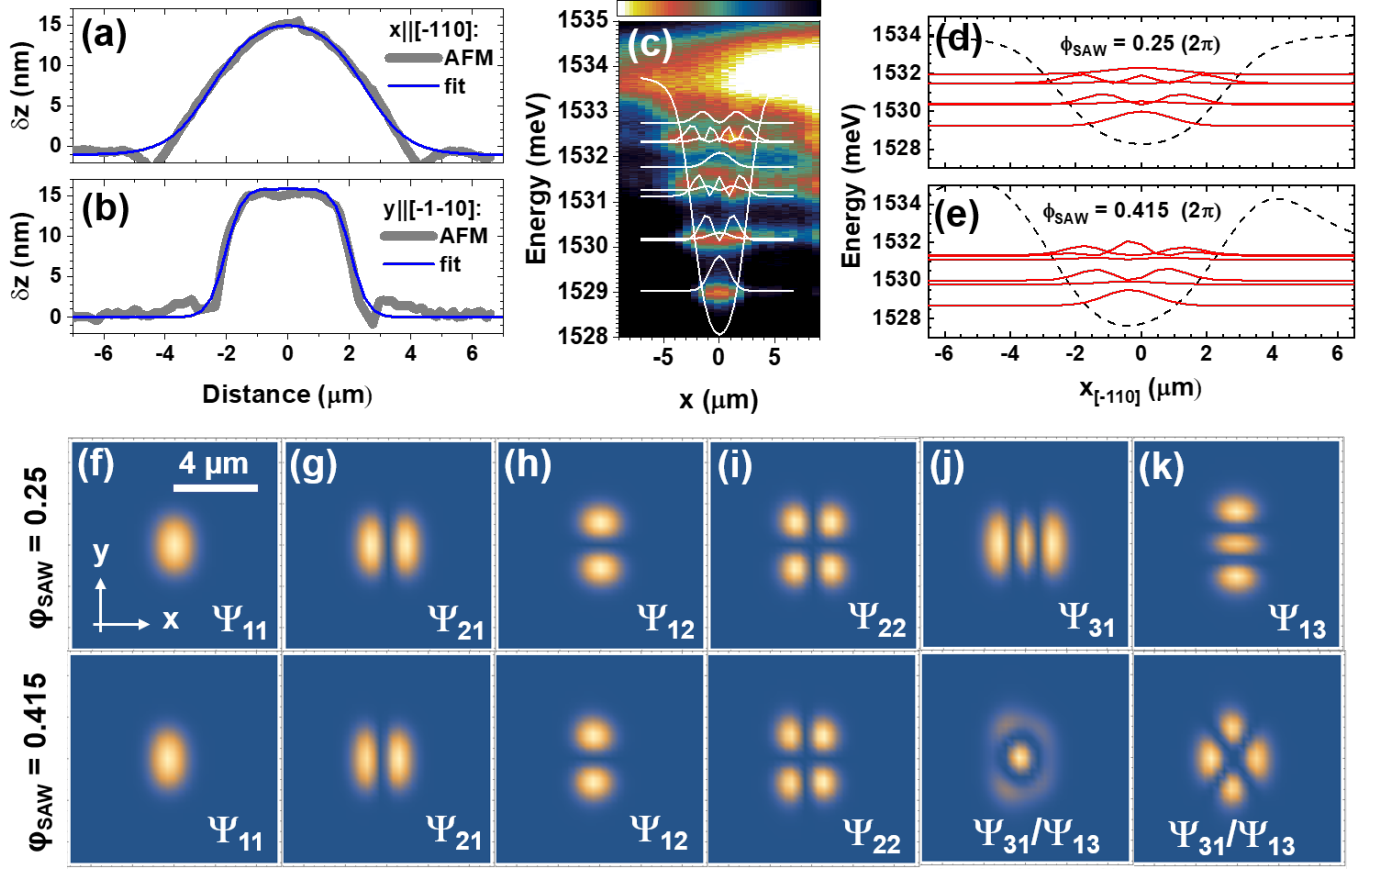 (a)
x||[-110]:
AFM
fit
δz (nm)
15
10
5
0
(b)
y||[-1-10]:
AFM
fit
δz (nm)
15
10
5
0
-6 -4 -2 0 2 4 6
Distance (μm)
(c)
Energy (meV)
1535
1534
1533
1532
1531
1530
1529
1528
-5 0 5
x (μm)
(d)
ϕSAW = 0.25 (2π)
1534
1532
1530
1528
(e)
ϕSAW = 0.415 (2π)
Energy (meV)
1534
1532
1530
1528
-6 -4 -2 0 2 4 6
x[-110] (μm)
φSAW = 0.25
(f)
4 μm
y
x
Ψ11
(g)
Ψ21
(h)
Ψ12
(i)
Ψ22
(j)
Ψ31
(k)
Ψ13
φSAW = 0.415
Ψ11
Ψ21
Ψ12
Ψ22
Ψ31/Ψ13
Ψ31/Ψ13